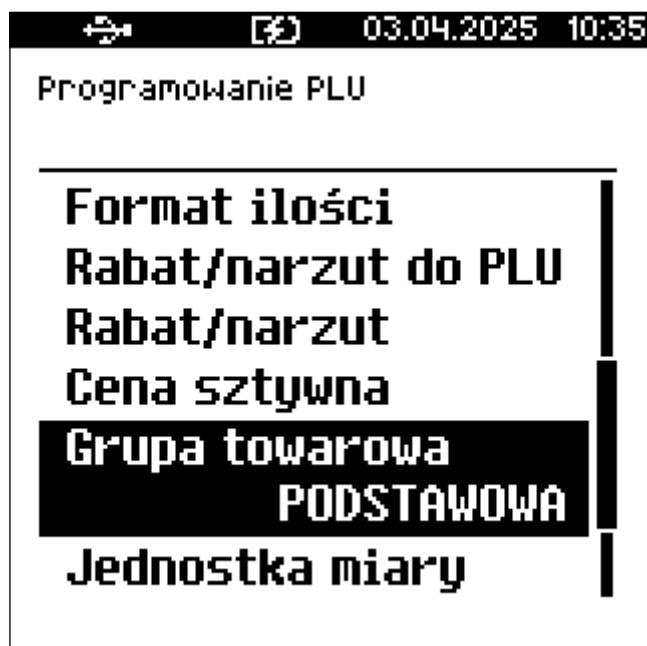 03.04.2025 10:35
Programowanie PLU
Format ilości
Rabat/narzut do PLU
Rabat/narzut
Cena sztywna
Grupa towarowa
PODSTAWOWA
Jednostka miary